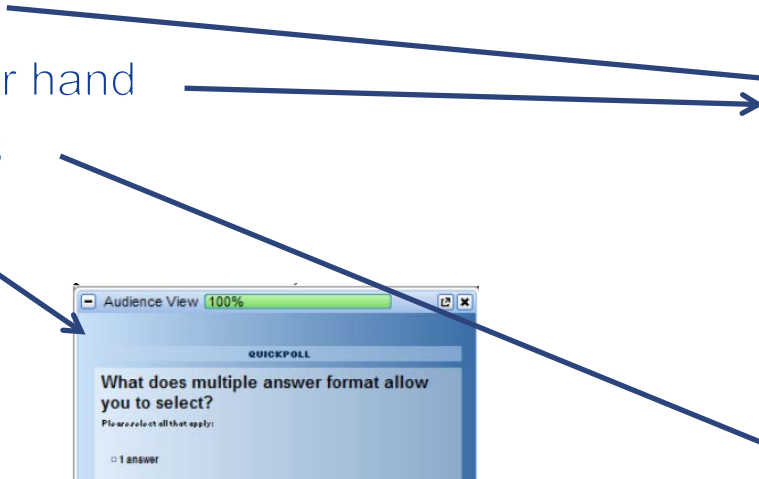 r hand
Audience View 100%
QUICKPOLL
What does multiple answer format allow
you to select?
Please select all that apply:
1 answer